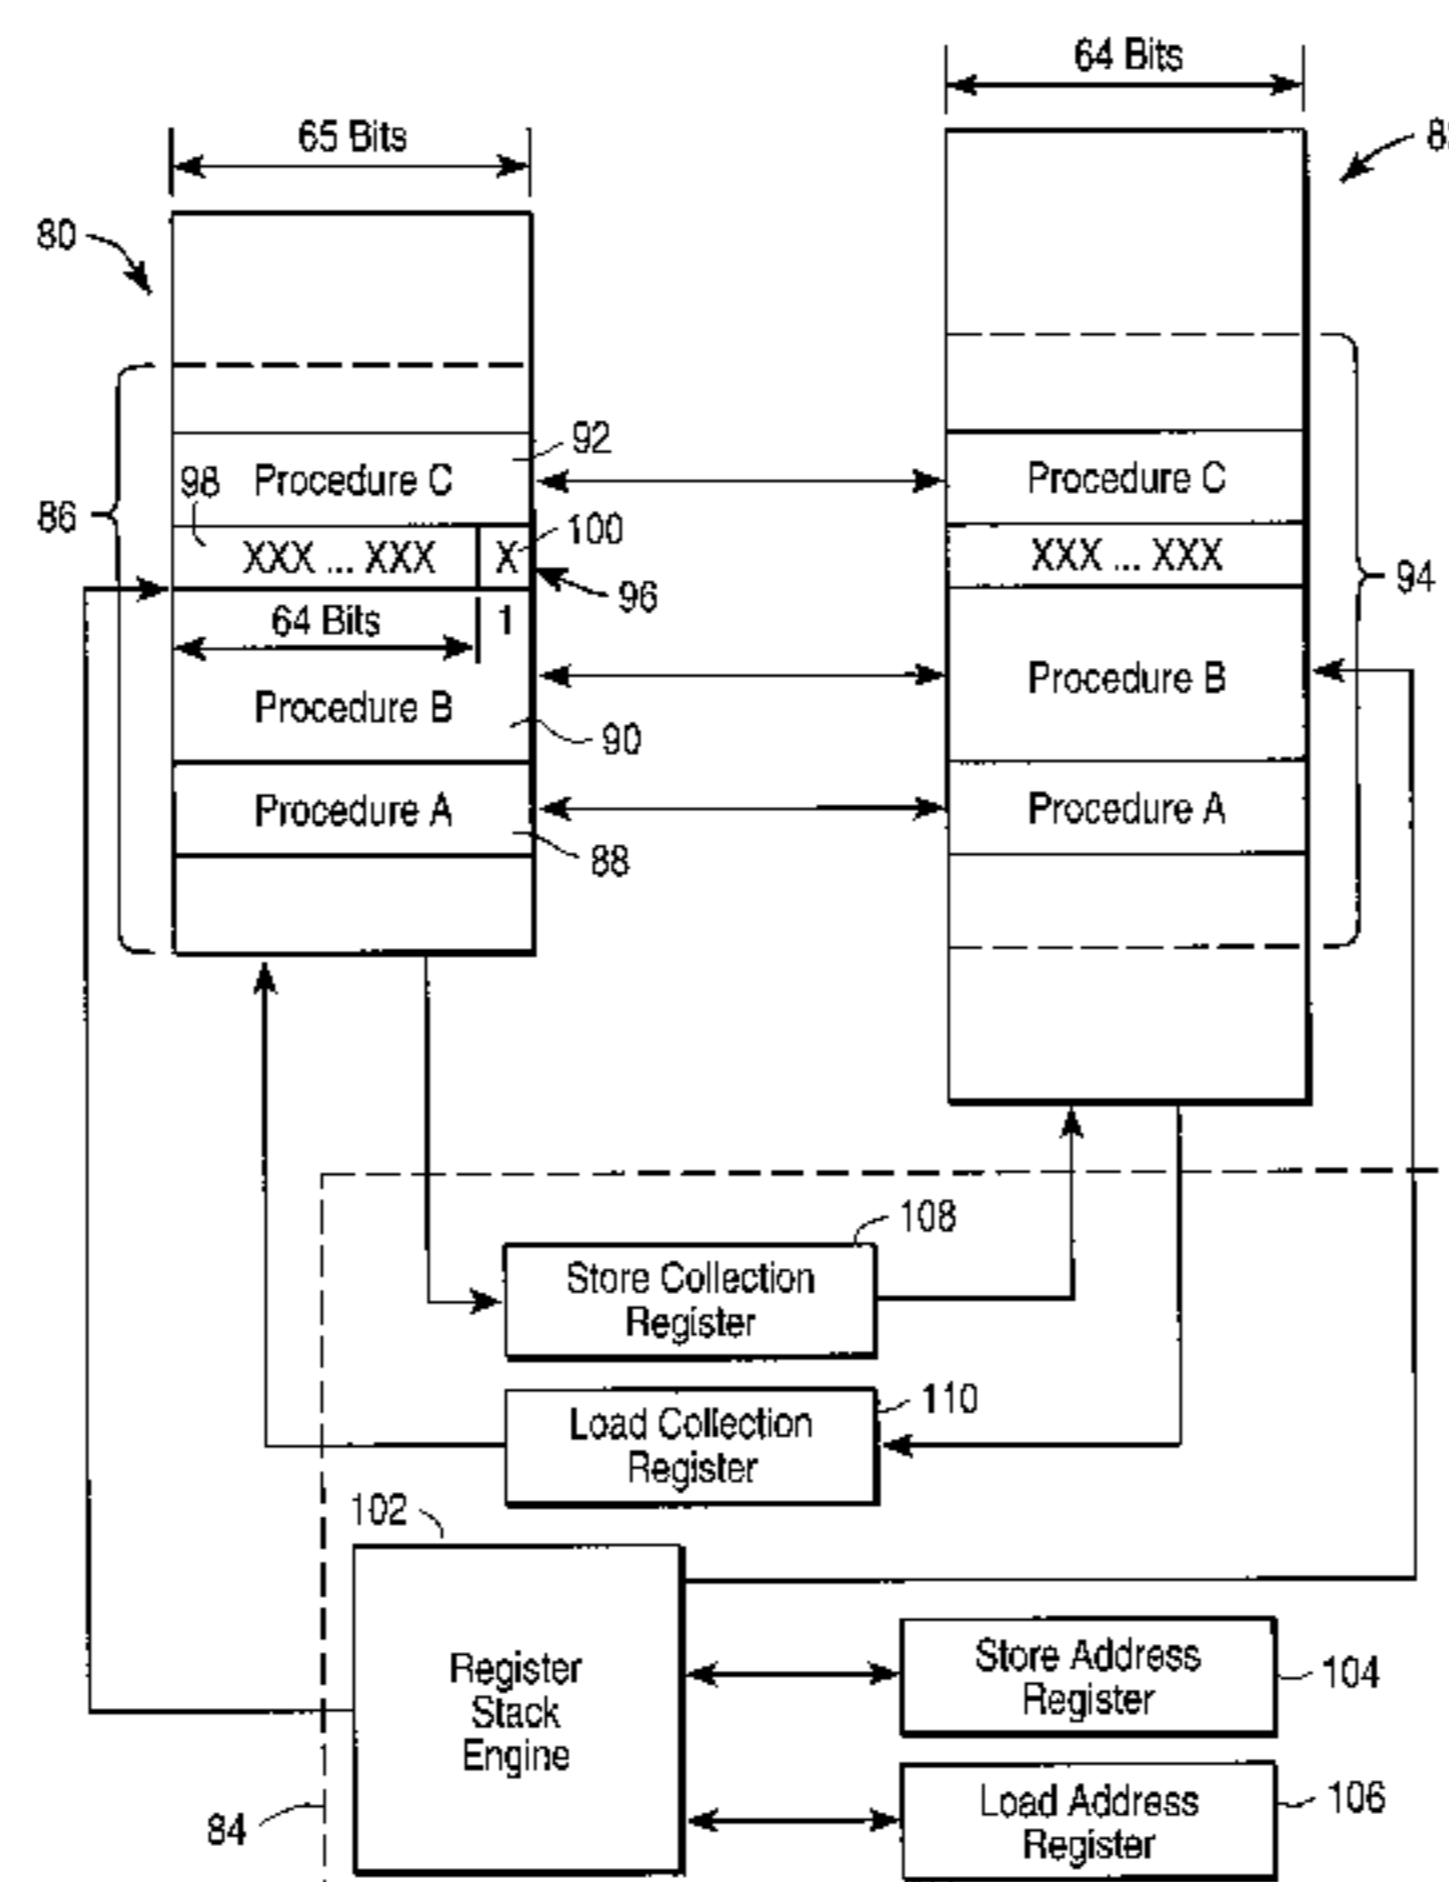 64 Bits
65 Bits
80
92
Procedure C
Procedure C
98
86
100
XXX ... XXX
X
XXX ... XXX
96
94
64 Bits
1
Procedure B
Procedure B
90
Procedure A
Procedure A
88
108
Store Collection
Register
110
Load Collection
Register
102
Register
Stack
Engine
Store Address
Register
104
Load Address
Register
106
84